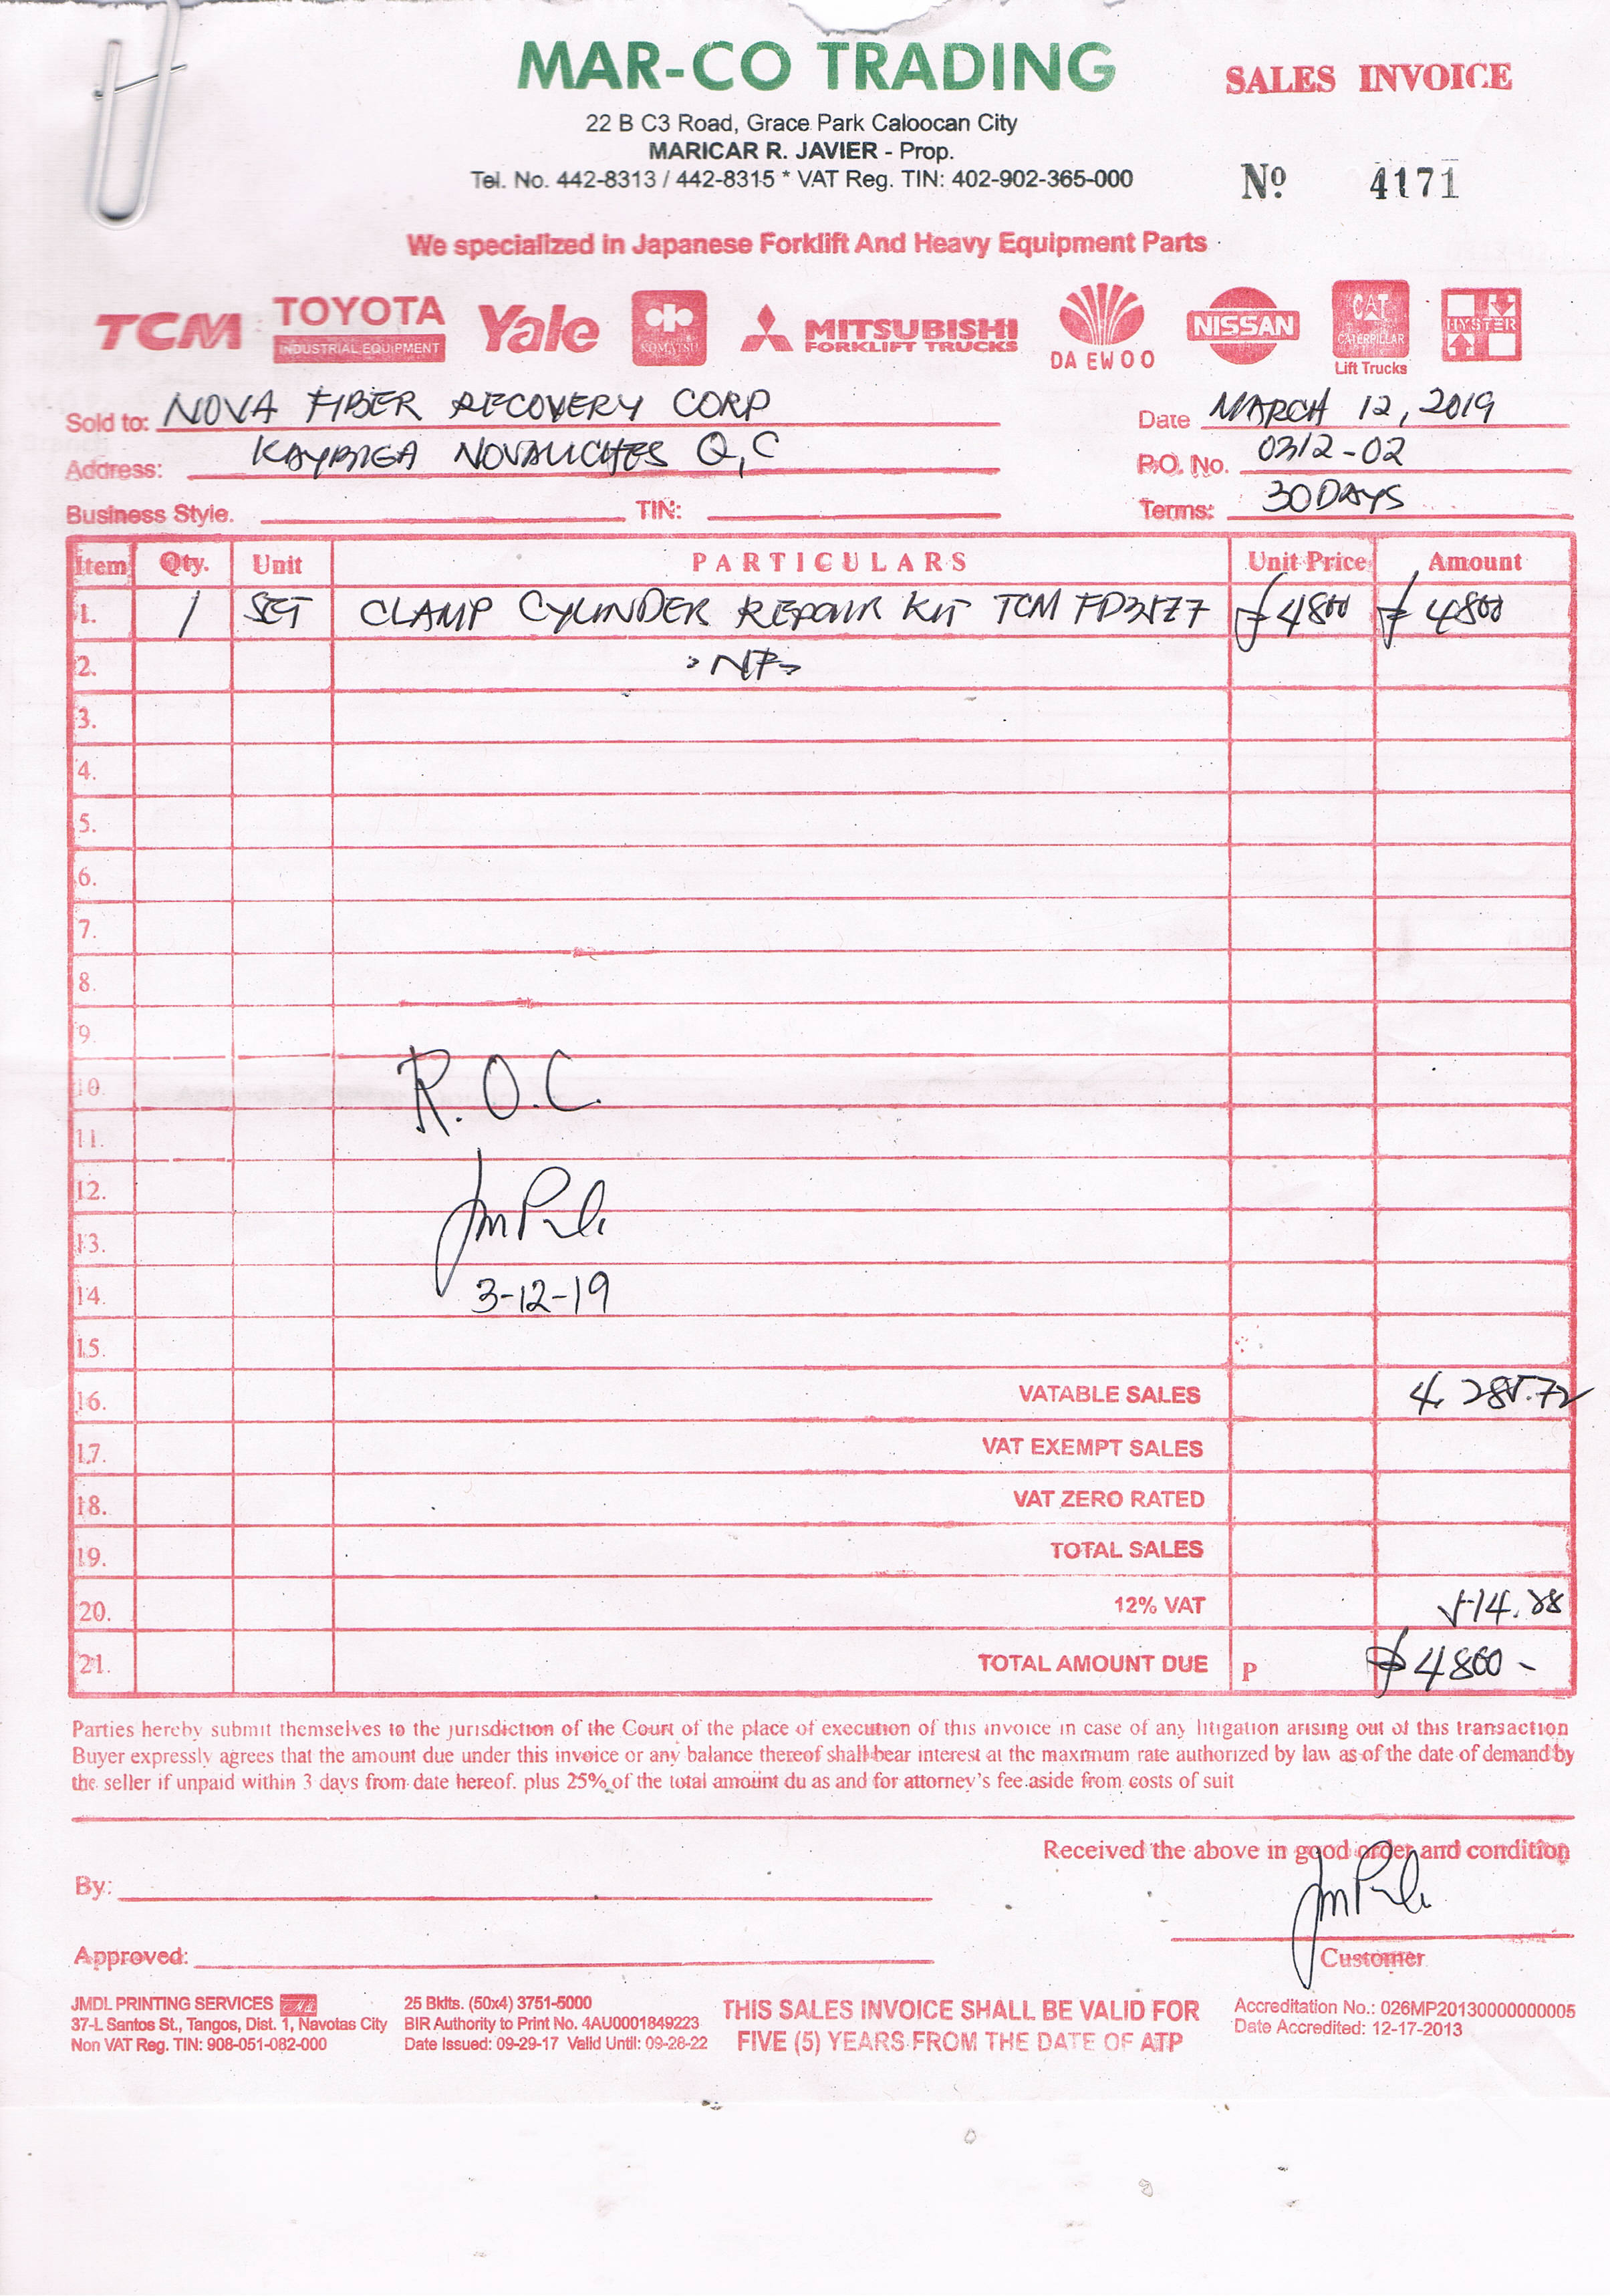 MAR-CO TRADING
SALES INVOICE
22 B C3 Road, Grace Park Caloocan City
MARICAR R. JAVIER - Prop.
Tel. No. 442-8313 / 442-8315 * VAT Reg. TIN: 402-902-365-000
Nº 4171
We specialized in Japanese Forklift And Heavy Equipment Parts
TCM TOYOTA INDUSTRIAL EQUIPMENT Yale KOMATSU MITSUBISHI FORKLIFT TRUCKS DAEWOO NISSAN CAT CATERPILLAR Lift Trucks HYSTER
Sold to: NOVA FIBER RECOVERY CORP Date MARCH 12, 2019
Address: Q,C P.O. No. 0312-02
Business Style. TIN: Terms: 30 DAYS
Item Qty. Unit PARTICULARS Unit Price Amount
1. 1 SET CLAMP CYLINDER REPAIR KIT TCM ₱4800 ₱4800
2.
3.
4.
5.
6.
7.
8.
9.
10. R.O.C.
11.
12.
13.
14. 3-12-19
15.
16. VATABLE SALES 4,285.72
17. VAT EXEMPT SALES
18. VAT ZERO RATED
19. TOTAL SALES
20. 12% VAT 514.28
21. TOTAL AMOUNT DUE P ₱4800-
Parties hereby submit themselves to the jurisdiction of the Court of the place of execution of this invoice in case of any litigation arising out of this transaction
Buyer expressly agrees that the amount due under this invoice or any balance thereof shall bear interest at the maximum rate authorized by law as of the date of demand by
the seller if unpaid within 3 days from date hereof. plus 25% of the total amount du as and for attorney's fee aside from costs of suit
Received the above in good order and condition
By:
Approved:
Customer
JMDL PRINTING SERVICES
37-L Santos St., Tangos, Dist. 1, Navotas City
Non VAT Reg. TIN: 908-051-082-000
25 Bklts. (50x4) 3751-5000
BIR Authority to Print No. 4AU0001849223
Date Issued: 09-29-17 Valid Until: 09-28-22
THIS SALES INVOICE SHALL BE VALID FOR
FIVE (5) YEARS FROM THE DATE OF ATP
Accreditation No.: 026MP20130000000005
Date Accredited: 12-17-2013